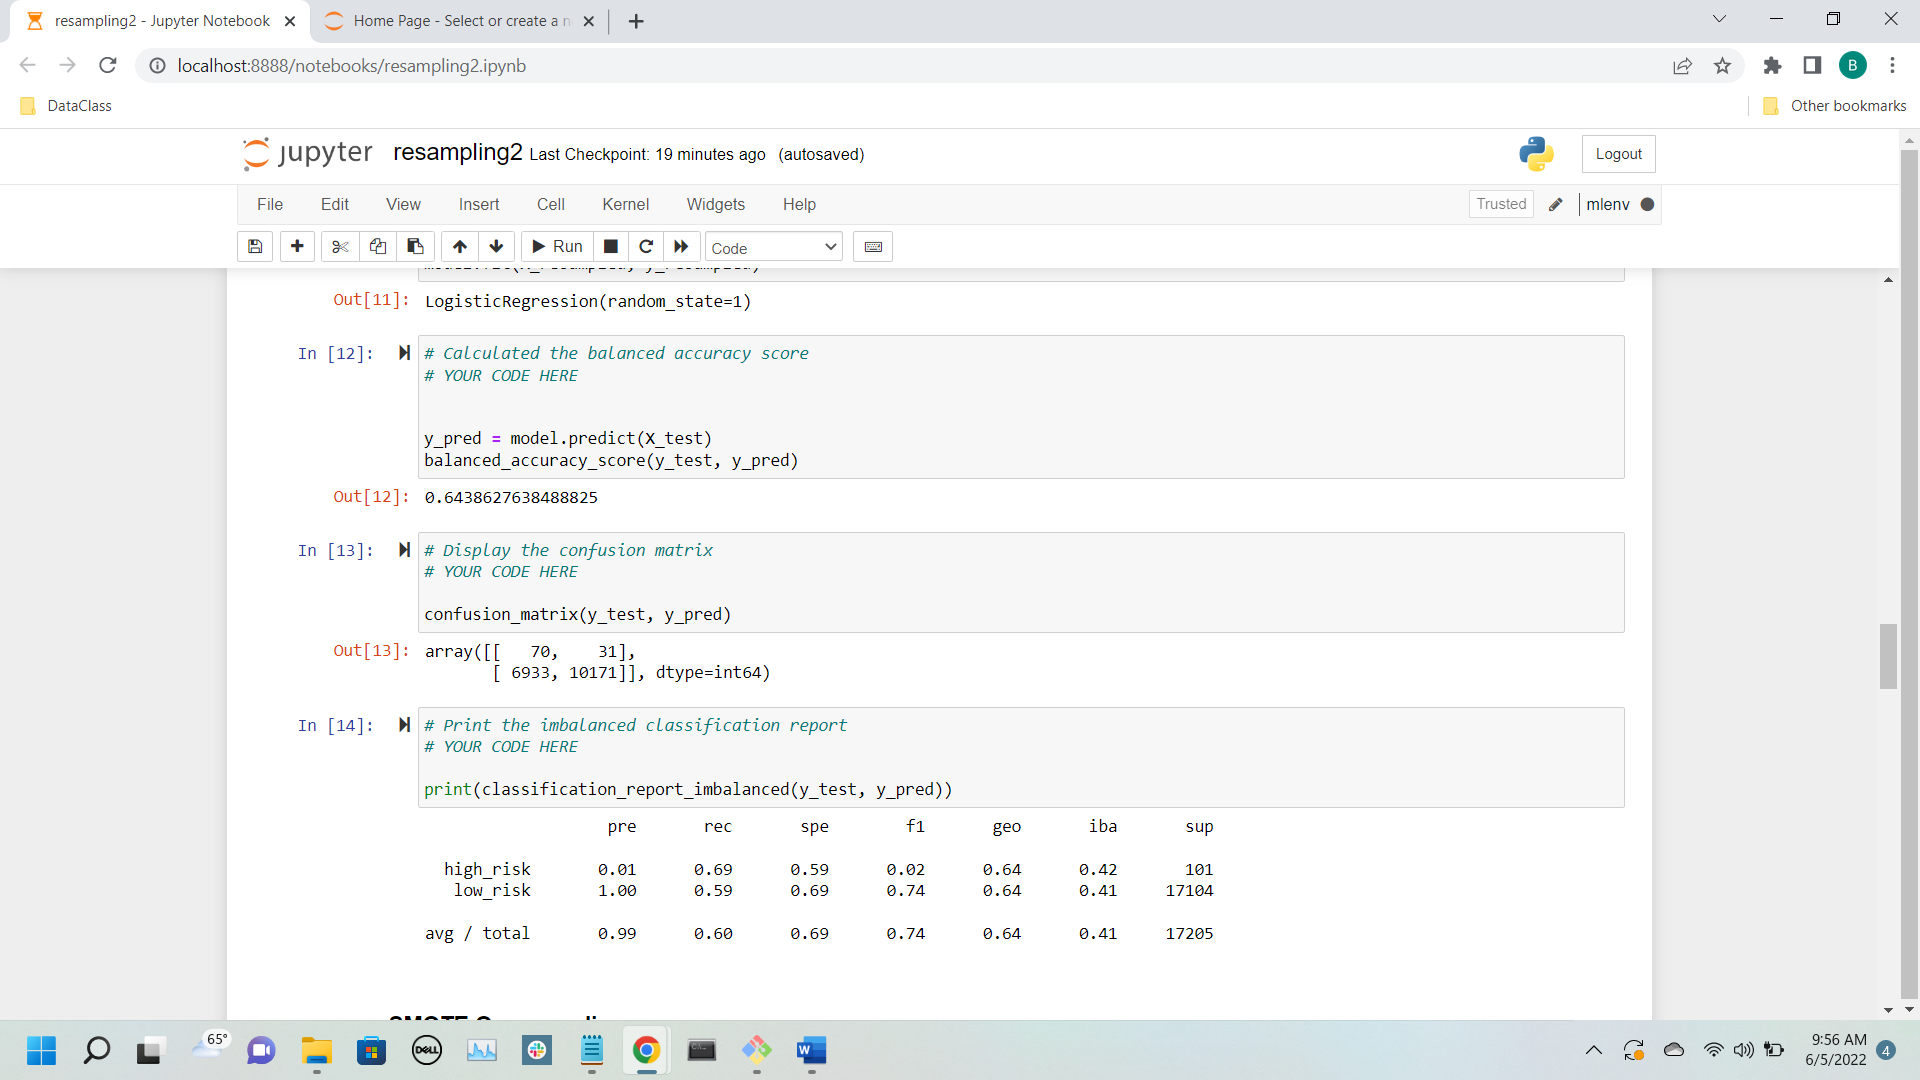 resampling2 - Jupyter Notebook
Home Page - Select or create a n
localhost:8888/notebooks/resampling2.ipynb
B
DataClass
Other bookmarks
jupyter resampling2 Last Checkpoint: 19 minutes ago (autosaved)
Logout
File Edit View Insert Cell Kernel Widgets Help
Trusted
mlenv
Run
Code
Out[11]: LogisticRegression(random_state=1)
In [12]: # Calculated the balanced accuracy score
# YOUR CODE HERE
y_pred = model.predict(X_test)
balanced_accuracy_score(y_test, y_pred)
Out[12]: 0.6438627638488825
In [13]: # Display the confusion matrix
# YOUR CODE HERE
confusion_matrix(y_test, y_pred)
Out[13]: array([[   70,    31],
       [ 6933, 10171]], dtype=int64)
In [14]: # Print the imbalanced classification report
# YOUR CODE HERE
print(classification_report_imbalanced(y_test, y_pred))
pre rec spe f1 geo iba sup
high_risk 0.01 0.69 0.59 0.02 0.64 0.42 101
low_risk 1.00 0.59 0.69 0.74 0.64 0.41 17104
avg / total 0.99 0.60 0.69 0.74 0.64 0.41 17205
65°
DELL
W
9:56 AM
6/5/2022
4